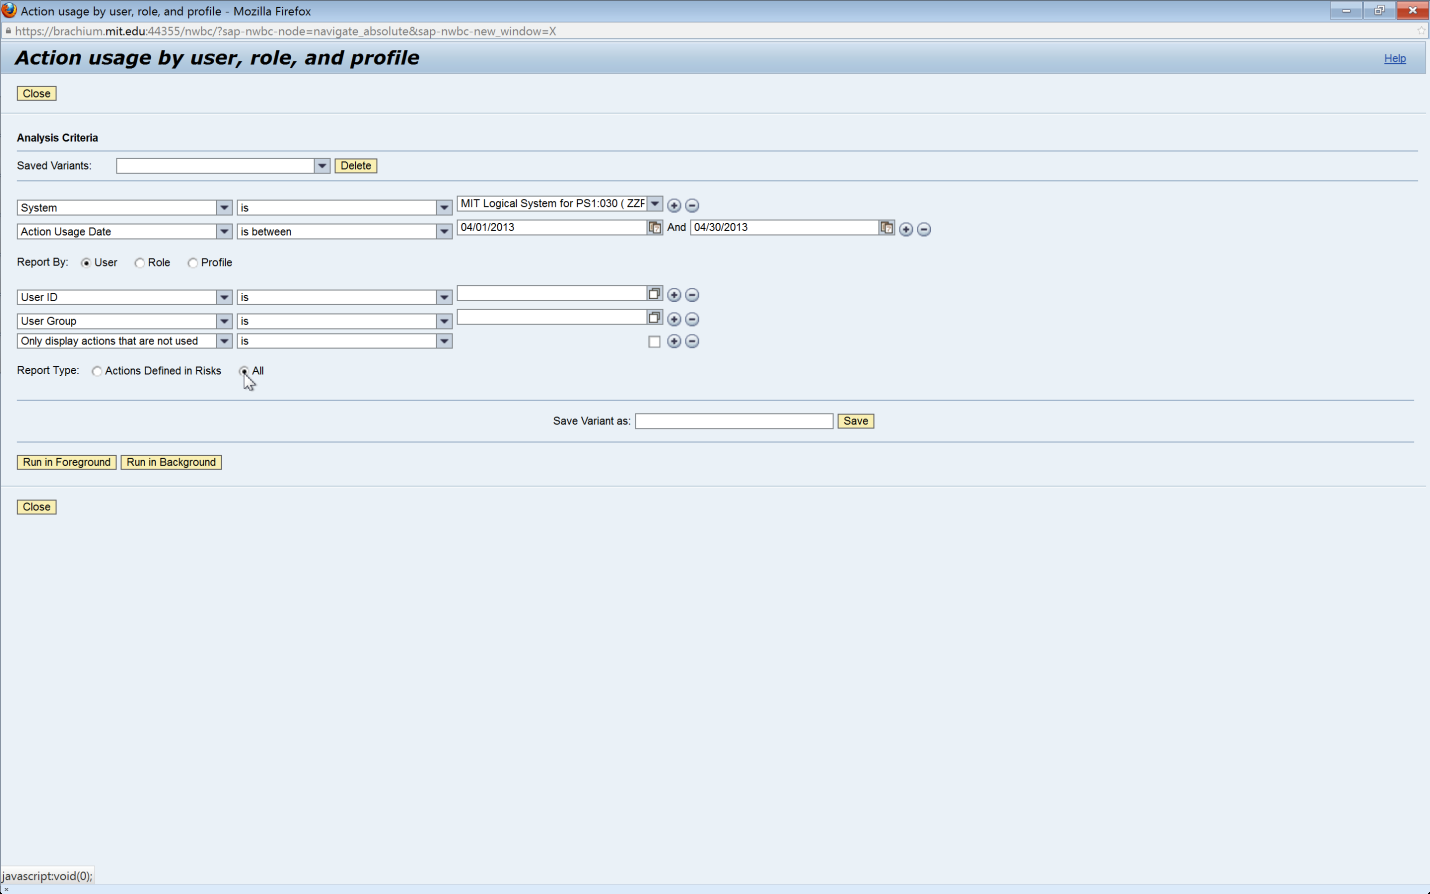 Action usage by user, role, and profile - Mozilla Firefox
https://brachium.mit.edu:44355/nwbc/?sap-nwbc-node=navigate_absolute&sap-nwbc-new_window=X
Action usage by user, role, and profile
Help
Close
Analysis Criteria
Saved Variants: Delete
System is MIT Logical System for PS1:030 ( ZZF
Action Usage Date is between 04/01/2013 And 04/30/2013
Report By: User Role Profile
User ID is
User Group is
Only display actions that are not used is
Report Type: Actions Defined in Risks All
Save Variant as: Save
Run in Foreground Run in Background
Close
javascript:void(0);